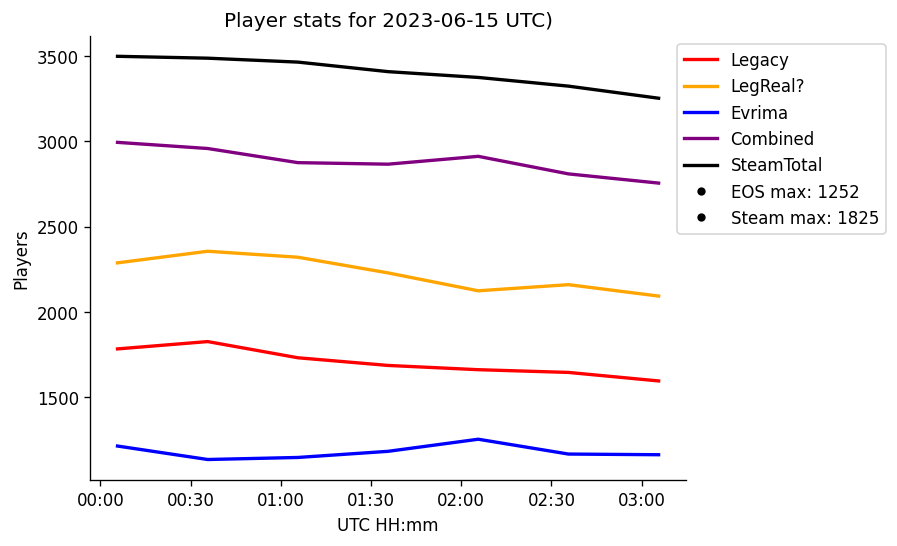 Player stats for 2023-06-15 UTC)
3500
3000
2500
2000
1500
Players
00:00 00:30 01:00 01:30 02:00 02:30 03:00
UTC HH:mm
Legacy
LegReal?
Evrima
Combined
SteamTotal
EOS max: 1252
Steam max: 1825